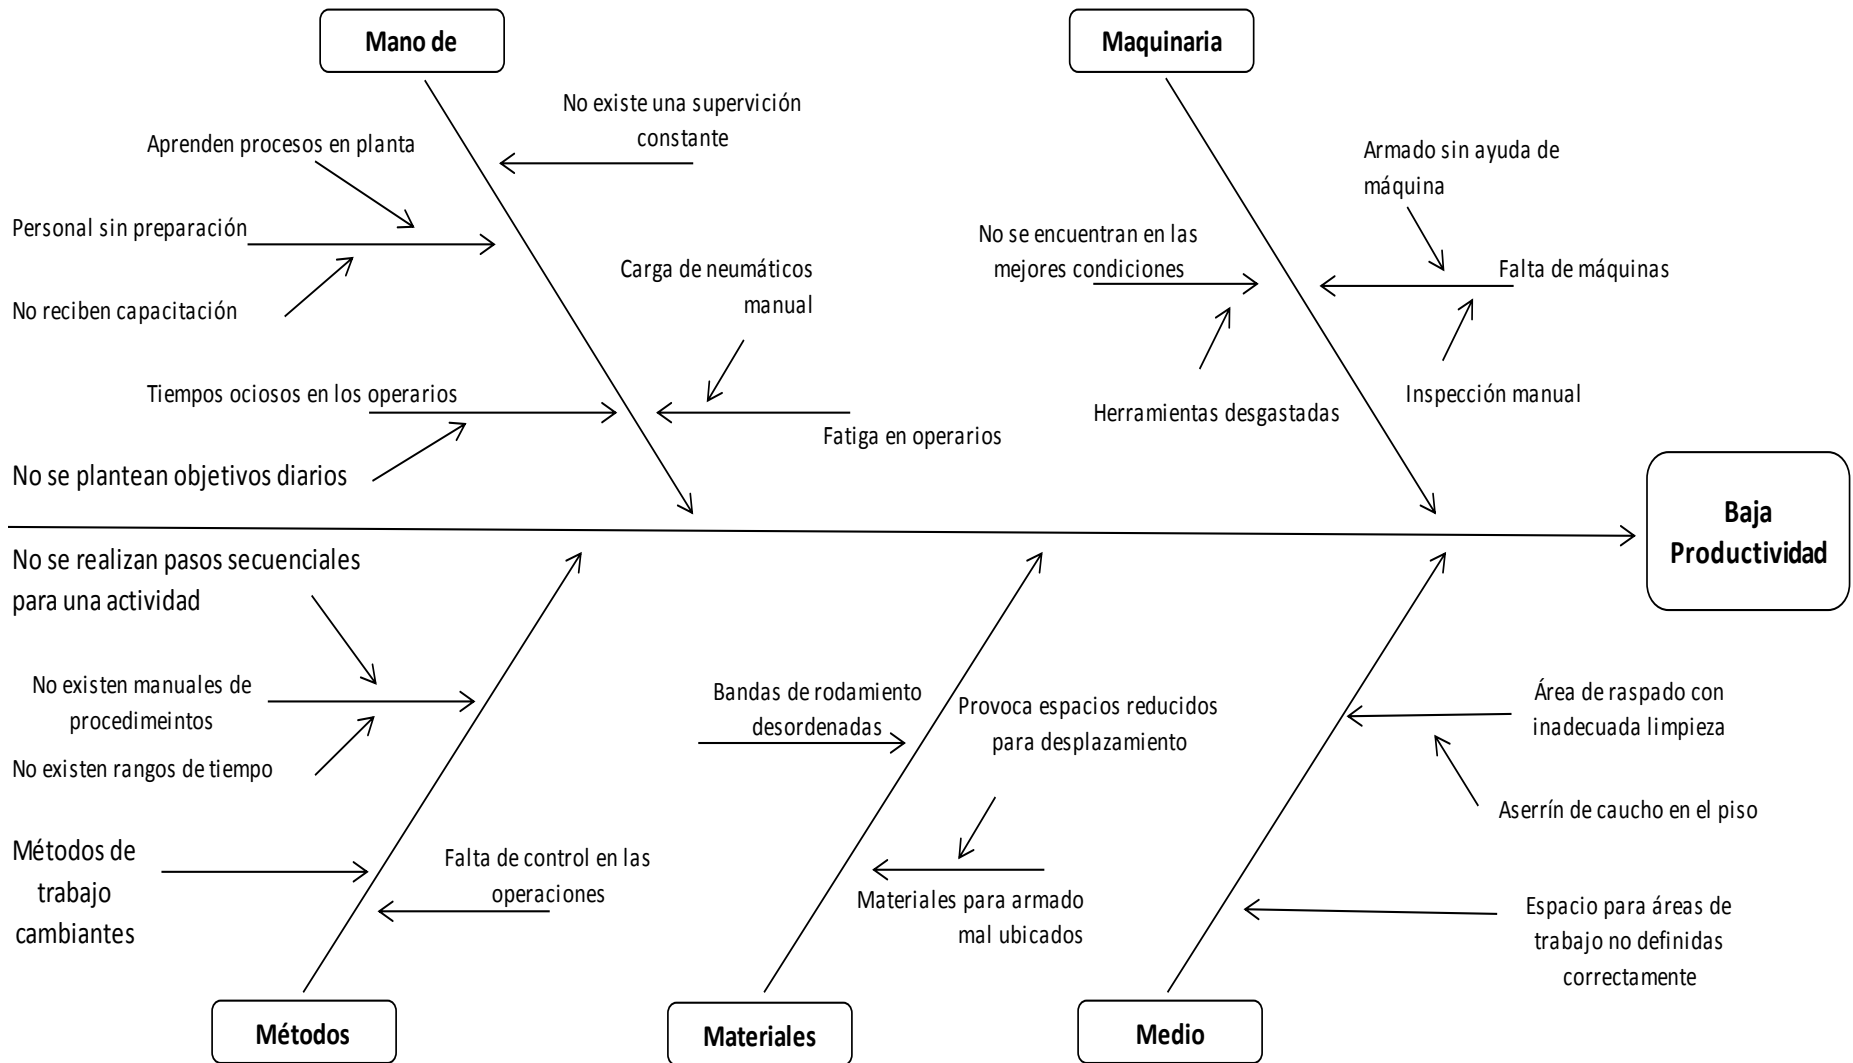 Mano de
Maquinaria
No existe una supervición
constante
Aprenden procesos en planta
Personal sin preparación
No reciben capacitación
Carga de neumáticos
manual
Tiempos ociosos en los operarios
Fatiga en operarios
No se plantean objetivos diarios
Armado sin ayuda de
máquina
No se encuentran en las
mejores condiciones
Falta de máquinas
Herramientas desgastadas
Inspección manual
Baja
Productividad
No se realizan pasos secuenciales
para una actividad
No existen manuales de
procedimeintos
No existen rangos de tiempo
Métodos de
trabajo
cambiantes
Falta de control en las
operaciones
Bandas de rodamiento
desordenadas
Provoca espacios reducidos
para desplazamiento
Materiales para armado
mal ubicados
Área de raspado con
inadecuada limpieza
Aserrín de caucho en el piso
Espacio para áreas de
trabajo no definidas
correctamente
Métodos
Materiales
Medio